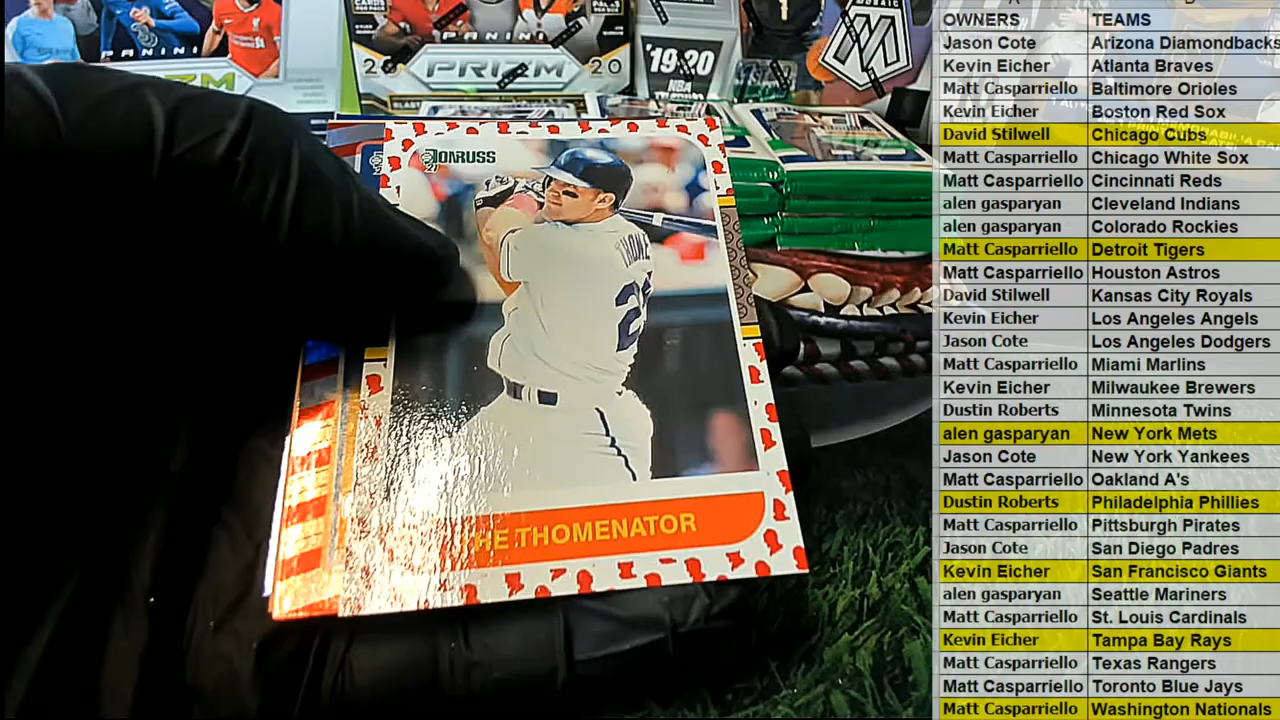 PANINI
PRIZM
PRIZM
20
20
'19-20
NBA
MOSAIC
DONRUSS
THOME
25
HE THOMENATOR
OWNERS TEAMS
Jason Cote Arizona Diamondbacks
Kevin Eicher Atlanta Braves
Matt Casparriello Baltimore Orioles
Kevin Eicher Boston Red Sox
David Stilwell Chicago Cubs
Matt Casparriello Chicago White Sox
Matt Casparriello Cincinnati Reds
alen gasparyan Cleveland Indians
alen gasparyan Colorado Rockies
Matt Casparriello Detroit Tigers
Matt Casparriello Houston Astros
David Stilwell Kansas City Royals
Kevin Eicher Los Angeles Angels
Jason Cote Los Angeles Dodgers
Matt Casparriello Miami Marlins
Kevin Eicher Milwaukee Brewers
Dustin Roberts Minnesota Twins
alen gasparyan New York Mets
Jason Cote New York Yankees
Matt Casparriello Oakland A's
Dustin Roberts Philadelphia Phillies
Matt Casparriello Pittsburgh Pirates
Jason Cote San Diego Padres
Kevin Eicher San Francisco Giants
alen gasparyan Seattle Mariners
Matt Casparriello St. Louis Cardinals
Kevin Eicher Tampa Bay Rays
Matt Casparriello Texas Rangers
Matt Casparriello Toronto Blue Jays
Matt Casparriello Washington Nationals